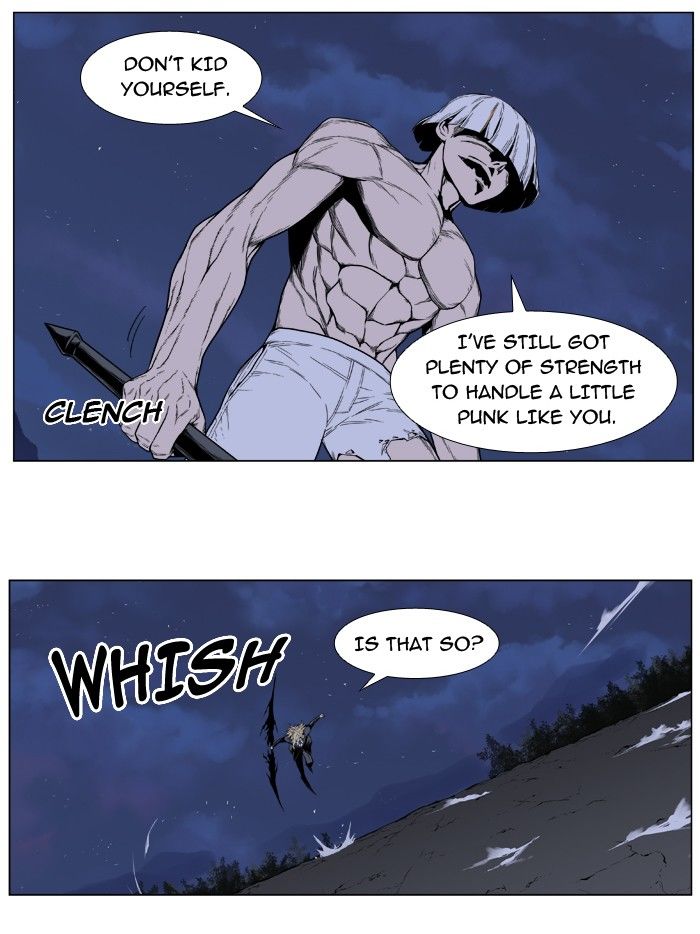 DON'T KID
YOURSELF.
I'VE STILL GOT
PLENTY OF STRENGTH
TO HANDLE A LITTLE
PUNK LIKE YOU.
CLENCH
WHISH
IS THAT SO?